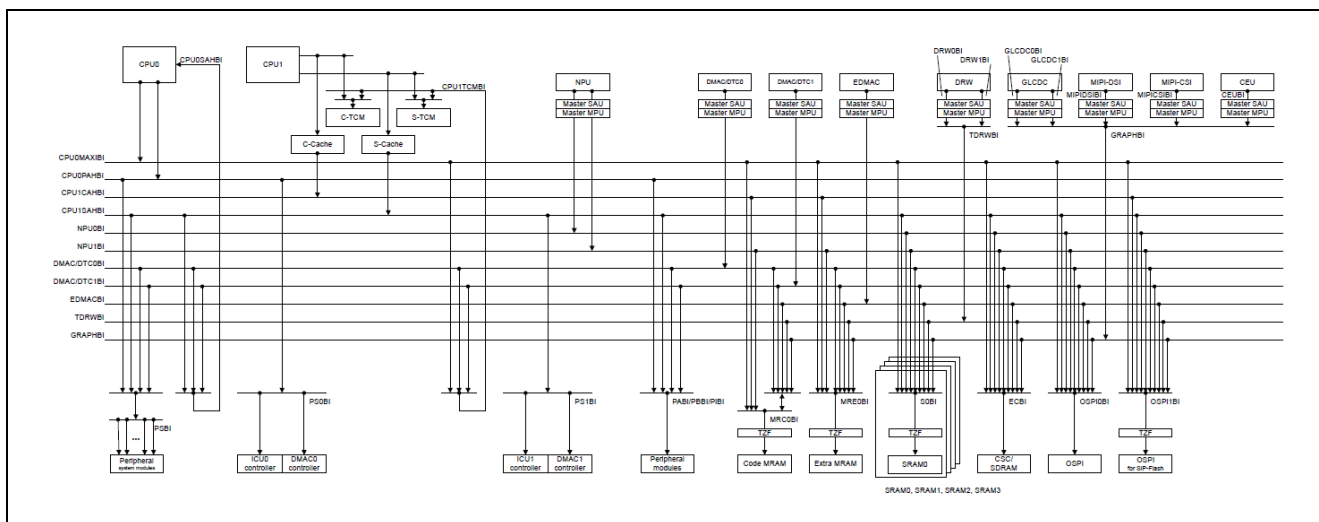 DRW0BI
GLCDC0BI
DRW1BI
GLCDC1BI
CPU0
CPU0SAHBI
CPU1
NPU
DMAC/DTC0
DMAC/DTC1
EDMAC
DRW
GLCDC
MIPI-DSI
MIPI-CSI
CEU
CPU1TCMBI
MIPIDSIBI
MIPICSIBI
CEUBI
Master SAU
Master SAU
Master SAU
Master SAU
Master SAU
Master SAU
Master SAU
Master SAU
Master SAU
Master MPU
Master MPU
Master MPU
Master MPU
Master MPU
Master MPU
Master MPU
Master MPU
Master MPU
C-TCM
S-TCM
TDRWBI
GRAPHBI
C-Cache
S-Cache
CPU0MAXIBI
CPU0PAHBI
CPU1CAHBI
CPU1SAHBI
NPU0BI
NPU1BI
DMAC/DTC0BI
DMAC/DTC1BI
EDMACBI
TDRWBI
GRAPHBI
PS0BI
PS1BI
PABI/PBBI/PIBI
MRE0BI
S0BI
ECBI
OSPI0BI
OSPI1BI
MRC0BI
PSBI
TZF
TZF
TZF
TZF
...
Peripheral
system modules
ICU0
controller
DMAC0
controller
ICU1
controller
DMAC1
controller
Peripheral
modules
Code MRAM
Extra MRAM
SRAM0
CSC/
SDRAM
OSPI
OSPI
for SIP-Flash
SRAM0, SRAM1, SRAM2, SRAM3